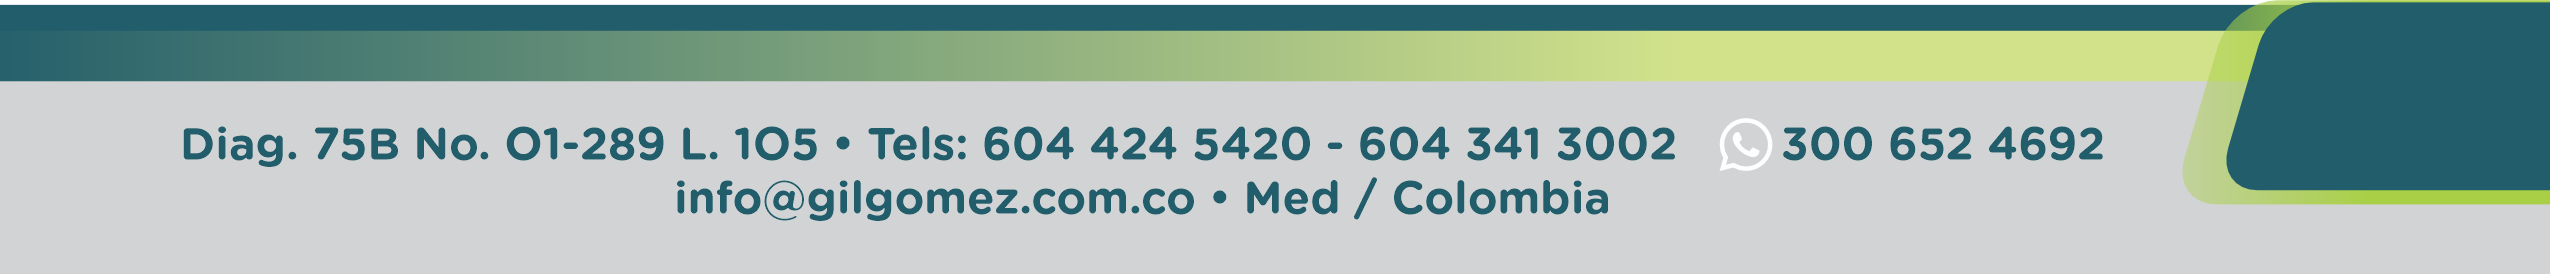 Diag. 75B No. 01-289 L. 105 • Tels: 604 424 5420 - 604 341 3002 300 652 4692
info@gilgomez.com.co • Med / Colombia